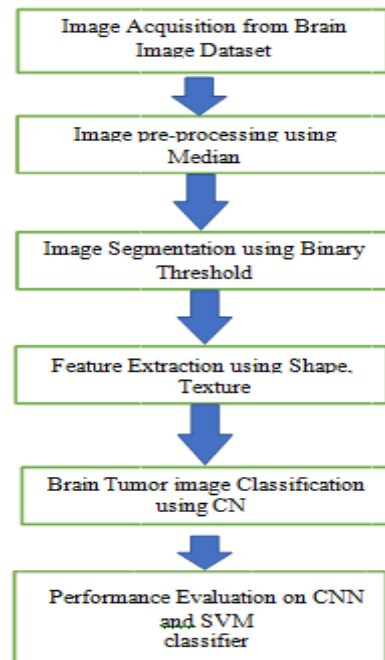 Image Acquisition from Brain
Image Dataset
Image pre-processing using
Median
Image Segmentation using Binary
Threshold
Feature Extraction using Shape,
Texture
Brain Tumor image Classification
using CN
Performance Evaluation on CNN
and SVM
classifier